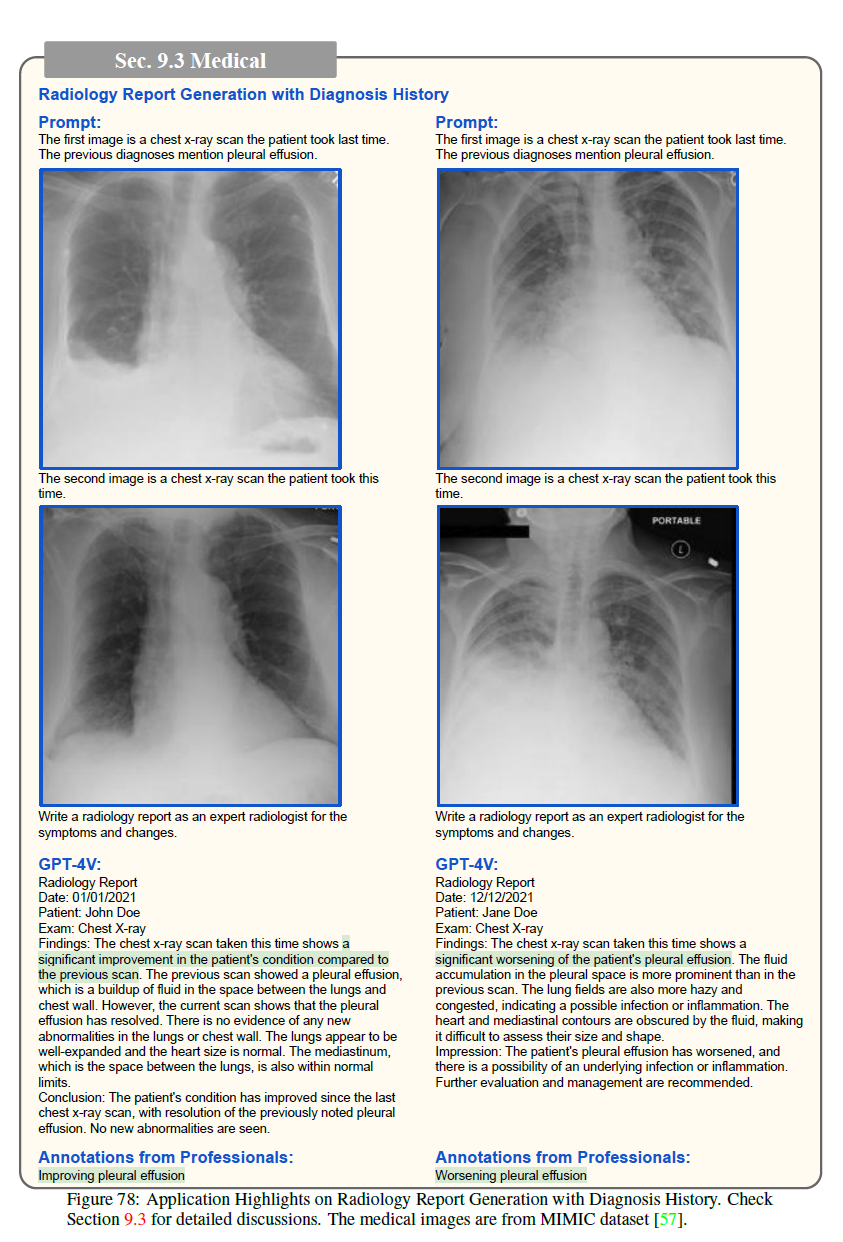 Sec. 9.3 Medical
Radiology Report Generation with Diagnosis History
Prompt:
The first image is a chest x-ray scan the patient took last time.
The previous diagnoses mention pleural effusion.
The second image is a chest x-ray scan the patient took this
time.
Write a radiology report as an expert radiologist for the
symptoms and changes.
GPT-4V:
Radiology Report
Date: 01/01/2021
Patient: John Doe
Exam: Chest X-ray
Findings: The chest x-ray scan taken this time shows a
significant improvement in the patient's condition compared to
the previous scan. The previous scan showed a pleural effusion,
which is a buildup of fluid in the space between the lungs and
chest wall. However, the current scan shows that the pleural
effusion has resolved. There is no evidence of any new
abnormalities in the lungs or chest wall. The lungs appear to be
well-expanded and the heart size is normal. The mediastinum,
which is the space between the lungs, is also within normal
limits.
Conclusion: The patient's condition has improved since the last
chest x-ray scan, with resolution of the previously noted pleural
effusion. No new abnormalities are seen.
Annotations from Professionals:
Improving pleural effusion
Prompt:
The first image is a chest x-ray scan the patient took last time.
The previous diagnoses mention pleural effusion.
The second image is a chest x-ray scan the patient took this
time.
PORTABLE
L
Write a radiology report as an expert radiologist for the
symptoms and changes.
GPT-4V:
Radiology Report
Date: 12/12/2021
Patient: Jane Doe
Exam: Chest X-ray
Findings: The chest x-ray scan taken this time shows a
significant worsening of the patient's pleural effusion. The fluid
accumulation in the pleural space is more prominent than in the
previous scan. The lung fields are also more hazy and
congested, indicating a possible infection or inflammation. The
heart and mediastinal contours are obscured by the fluid, making
it difficult to assess their size and shape.
Impression: The patient's pleural effusion has worsened, and
there is a possibility of an underlying infection or inflammation.
Further evaluation and management are recommended.
Annotations from Professionals:
Worsening pleural effusion
Figure 78: Application Highlights on Radiology Report Generation with Diagnosis History. Check
Section 9.3 for detailed discussions. The medical images are from MIMIC dataset [57].